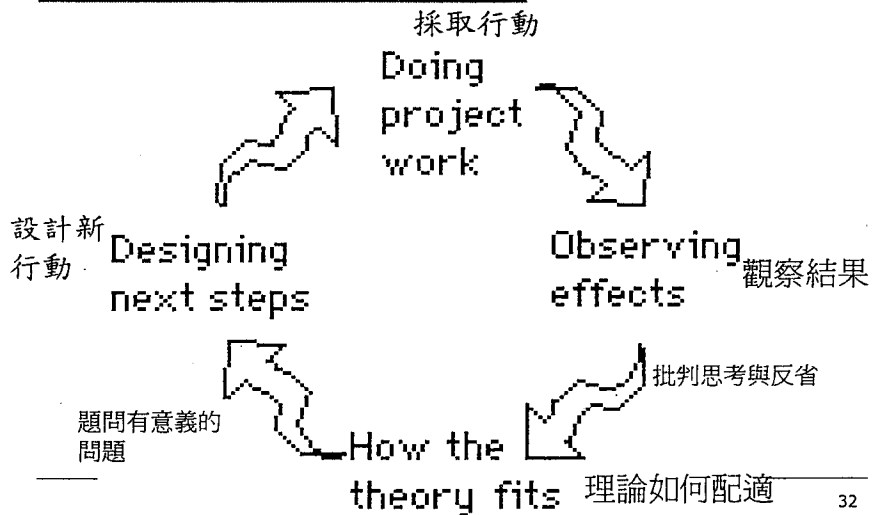 採取行動
Doing
project
work
設計新
行動
Designing
next steps
Observing
effects
觀察結果
批判思考與反省
題問有意義的
問題
How the
theory fits
理論如何配適
32